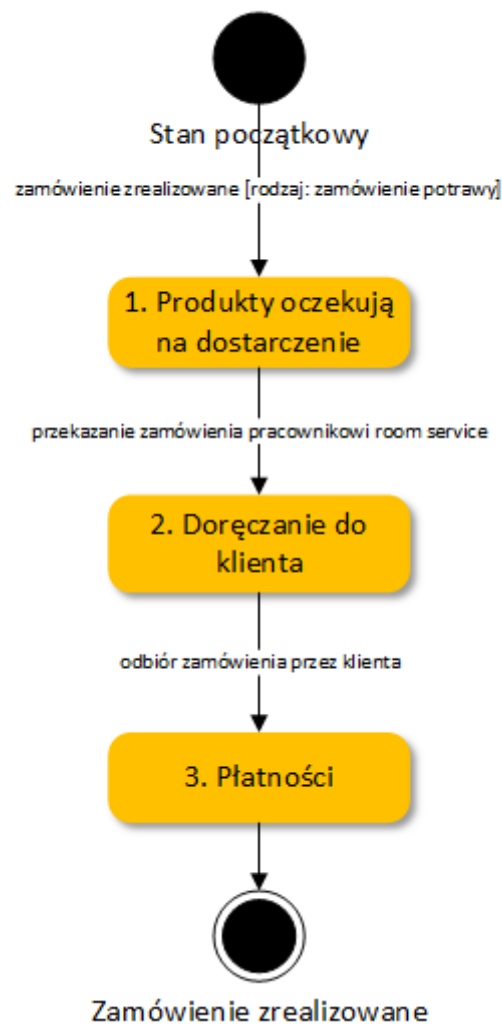 Stan początkowy
zamówienie zrealizowane [rodzaj: zamówienie potrawy]
1. Produkty oczekują
na dostarczenie
przekazanie zamówienia pracownikowi room service
2. Doręczanie do
klienta
odbiór zamówienia przez klienta
3. Płatności
Zamówienie zrealizowane